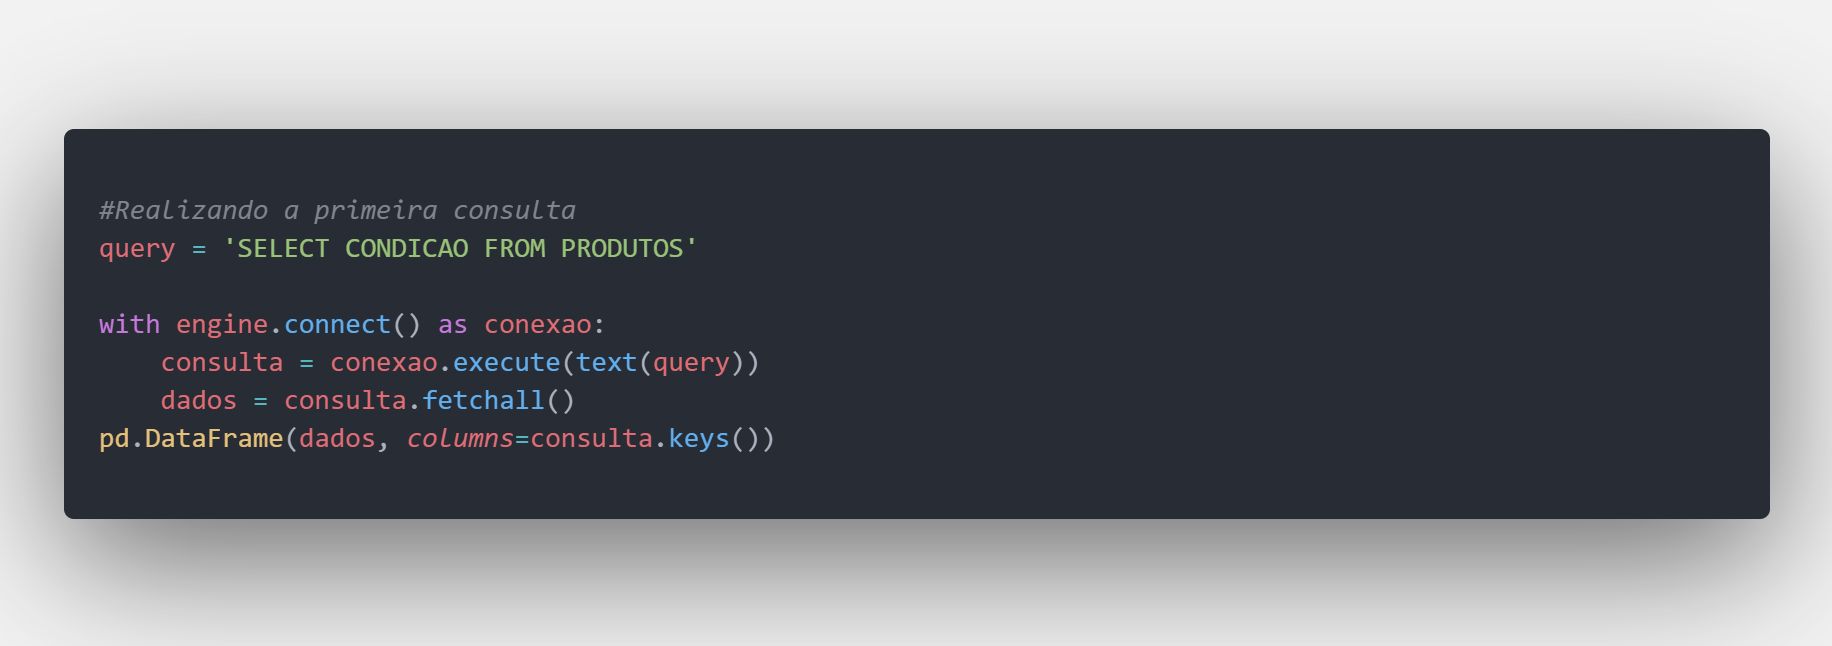 #Realizando a primeira consulta
query = 'SELECT CONDICAO FROM PRODUTOS'
with engine.connect() as conexao:
    consulta = conexao.execute(text(query))
    dados = consulta.fetchall()
pd.DataFrame(dados, columns=consulta.keys())